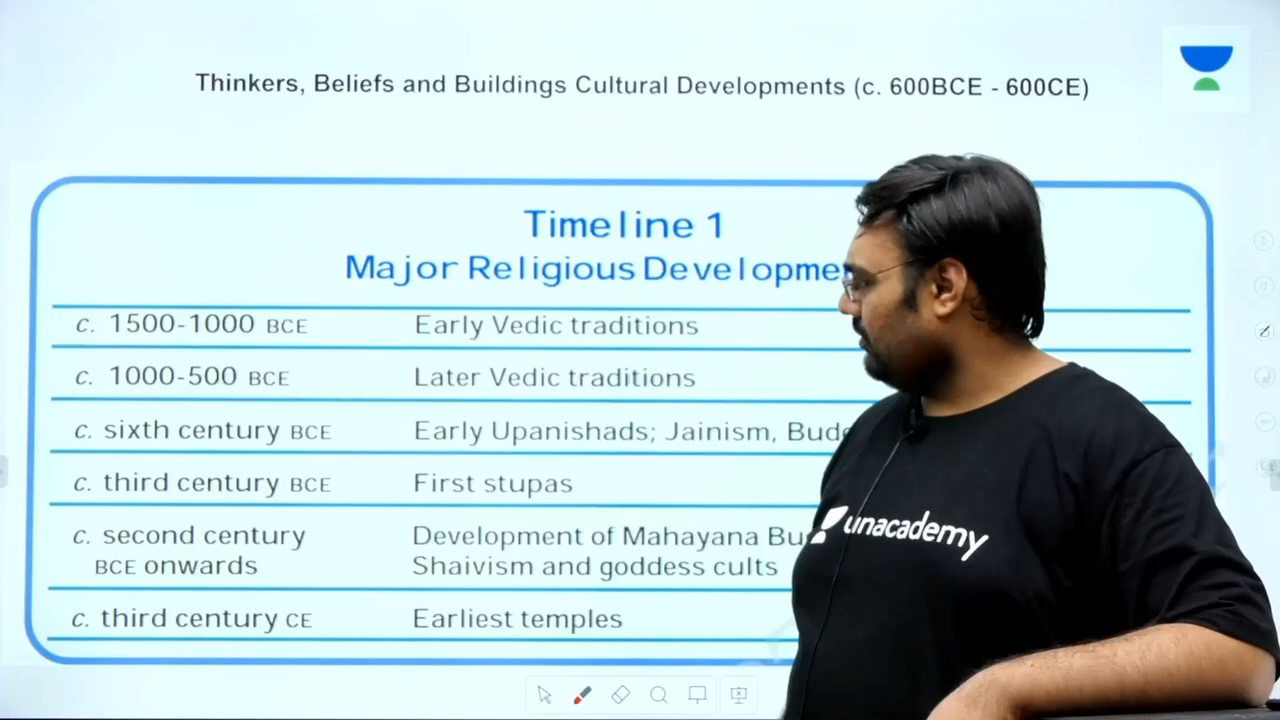 Thinkers, Beliefs and Buildings Cultural Developments (c. 600BCE - 600CE)
Timeline 1
Major Religious
c. 1500-1000 BCE Early Vedic traditions
c. 1000-500 BCE Later Vedic traditions
c. sixth century BCE Early Upanishads; Jainism,
c. third century BCE First stupas
c. second century Development of Mahayana
BCE onwards Shaivism and goddess cults
c. third century CE Earliest temples
unacademy